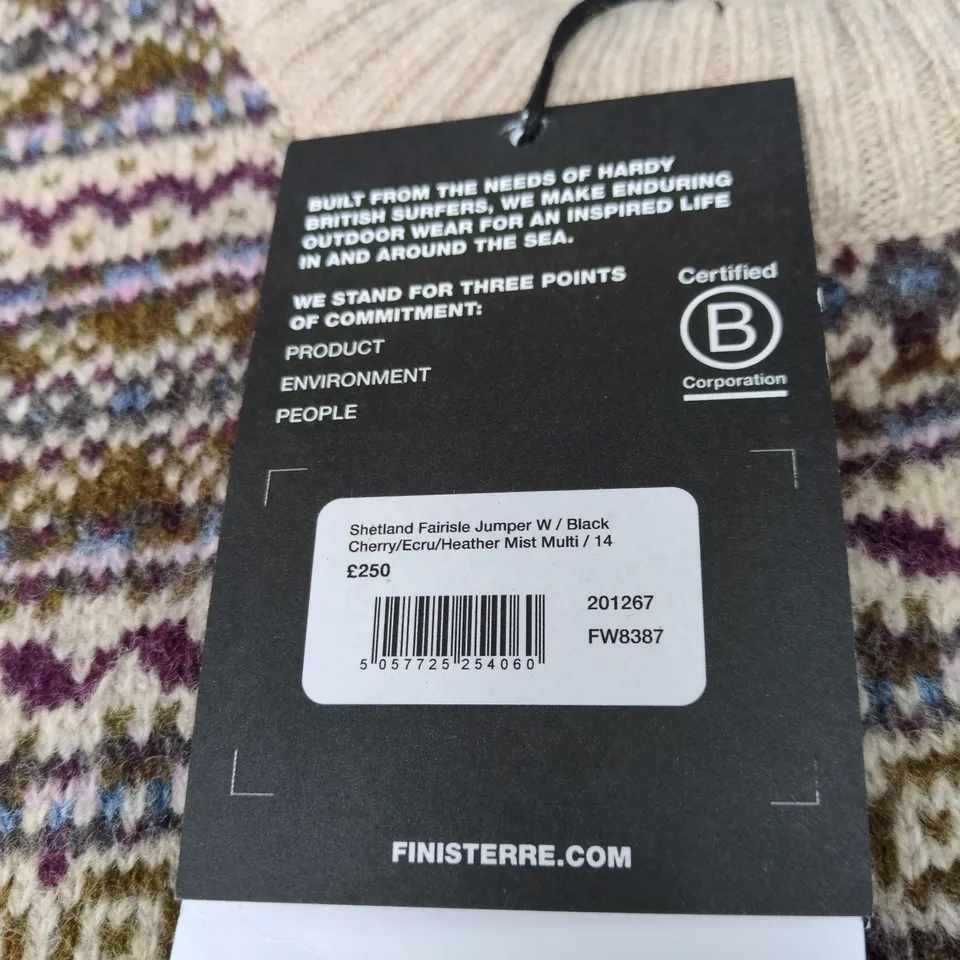 BUILT FROM THE NEEDS OF HARDY
BRITISH SURFERS, WE MAKE ENDURING
OUTDOOR WEAR FOR AN INSPIRED LIFE
IN AND AROUND THE SEA.
WE STAND FOR THREE POINTS
OF COMMITMENT:
PRODUCT
ENVIRONMENT
PEOPLE
Certified
B
Corporation
Shetland Fairisle Jumper W / Black
Cherry/Ecru/Heather Mist Multi / 14
£250
201267
FW8387
5 057725 254060
FINISTERRE.COM